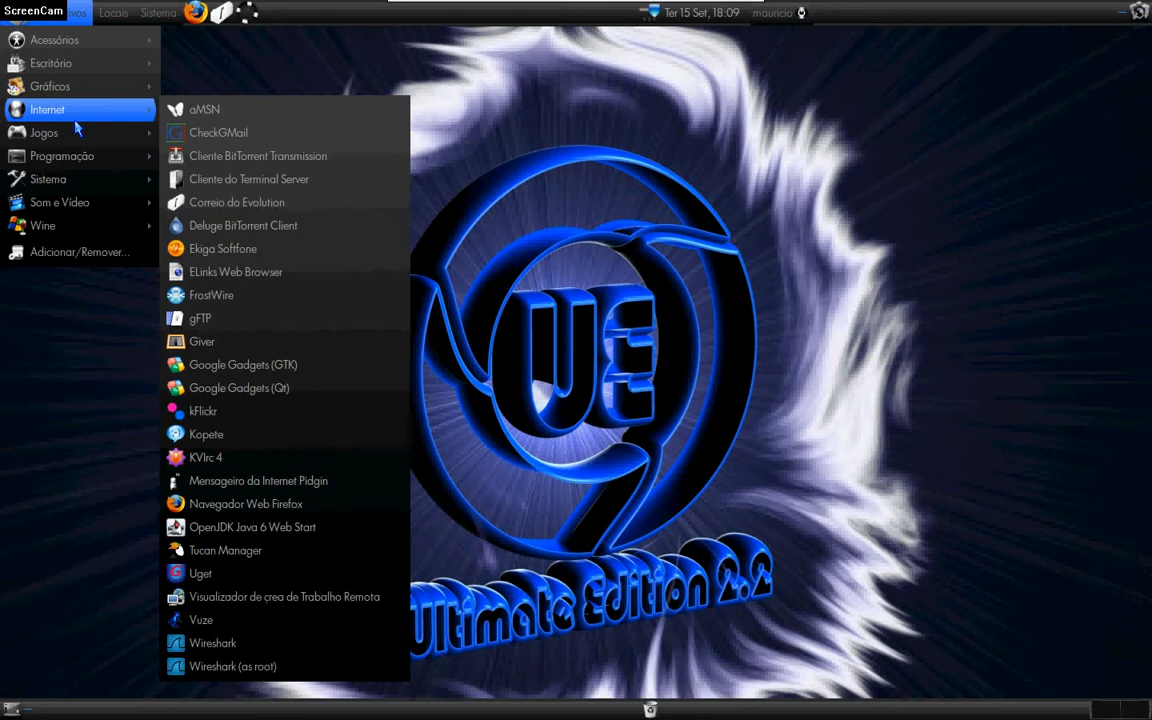 ScreenCam
Locais
Sistema
Ter 15 Set, 18:09
mauricio
Acessórios
Escritório
Gráficos
Internet
Jogos
Programação
Sistema
Som e Vídeo
Wine
Adicionar/Remover...
aMSN
CheckGMail
Cliente BitTorrent Transmission
Cliente do Terminal Server
Correio do Evolution
Deluge BitTorrent Client
Ekiga Softfone
ELinks Web Browser
FrostWire
gFTP
Giver
Google Gadgets (GTK)
Google Gadgets (Qt)
kFlickr
Kopete
KVIrc 4
Mensageiro da Internet Pidgin
Navegador Web Firefox
OpenJDK Java 6 Web Start
Tucan Manager
Uget
Visualizador de çrea de Trabalho Remota
Vuze
Wireshark
Wireshark (as root)
UE
Ultimate Edition 2.2